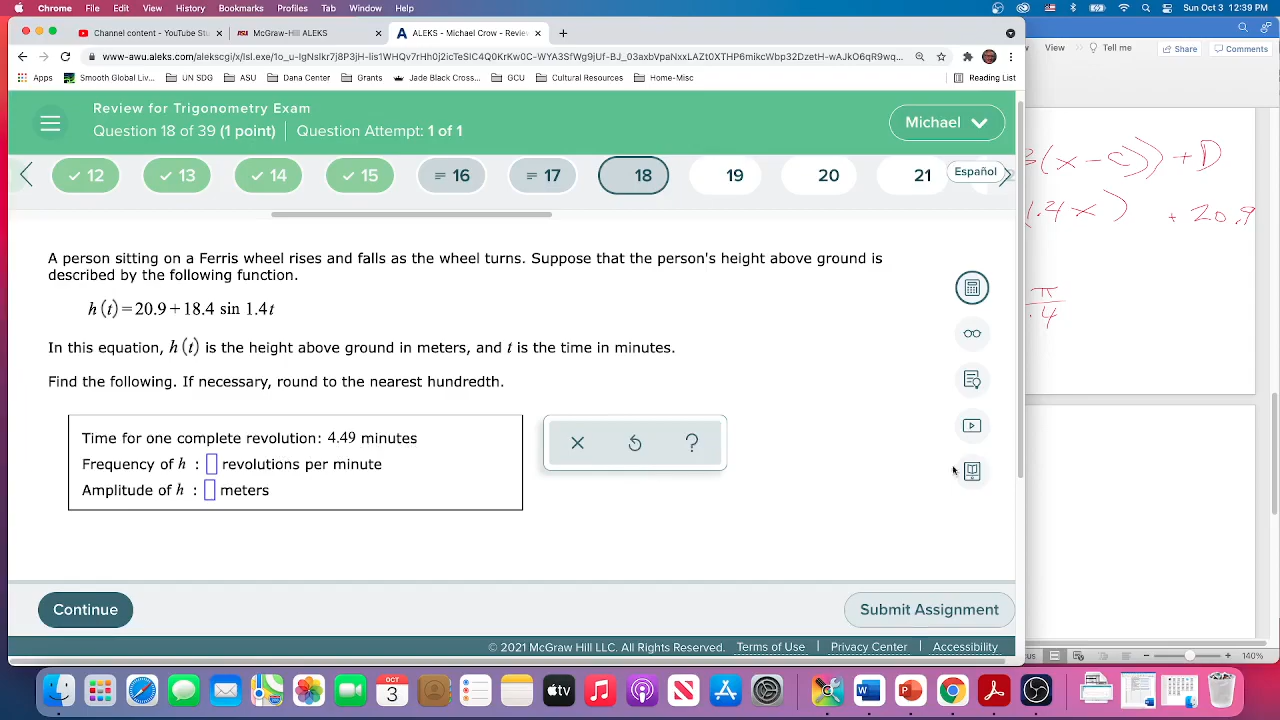 Chrome File Edit View History Bookmarks Profiles Tab Window Help Sun Oct 3 12:39 PM
Channel content - YouTube Stu
McGraw-Hill ALEKS
ALEKS - Michael Crow - Review
View Tell me Share Comments
Apps Smooth Global Liv... UN SDG ASU Dana Center Grants Jade Black Cross... GCU Cultural Resources Home-Misc Reading List
Review for Trigonometry Exam
Question 18 of 39 (1 point) Question Attempt: 1 of 1
Michael
12 13 14 15 16 17 18 19 20 21 Español
(x - C)) + D
1.4x) + 20.9
π
.4
A person sitting on a Ferris wheel rises and falls as the wheel turns. Suppose that the person's height above ground is
described by the following function.
h(t)=20.9+18.4 sin 1.4t
In this equation, h(t) is the height above ground in meters, and t is the time in minutes.
Find the following. If necessary, round to the nearest hundredth.
Time for one complete revolution: 4.49 minutes
Frequency of h : revolutions per minute
Amplitude of h : meters
?
Continue
Submit Assignment
© 2021 McGraw Hill LLC. All Rights Reserved. Terms of Use | Privacy Center | Accessibility
cus 140%
OCT
3
tv